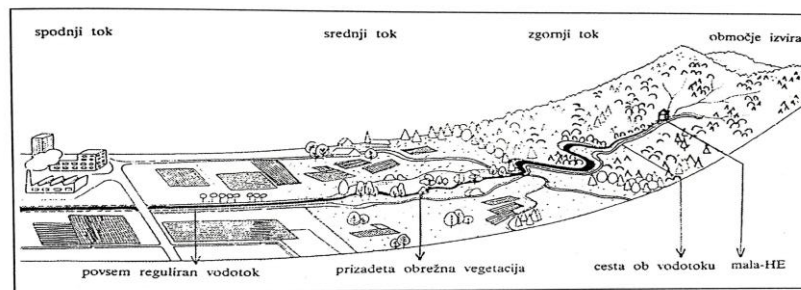 spodnji tok srednji tok zgornji tok območje izvira
povsem reguliran vodotok prizadeta obrežna vegetacija cesta ob vodotoku mala-HE